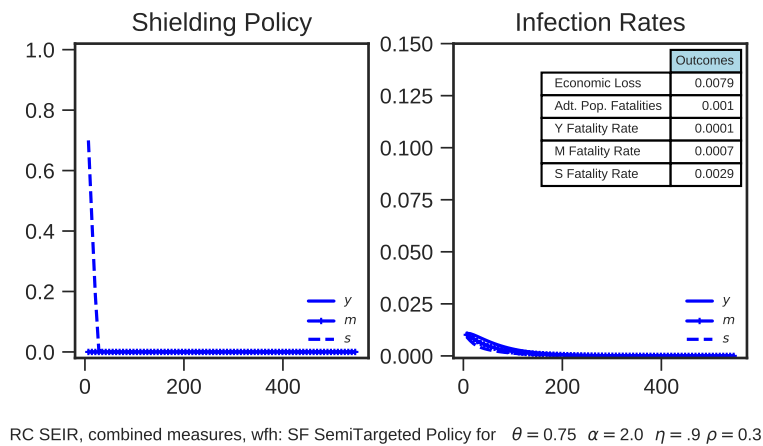 Shielding Policy
1.0
0.8
0.6
0.4
0.2
0.0
0
200
400
y
m
s
Infection Rates
0.150
0.125
0.100
0.075
0.050
0.025
0.000
0
200
400
Outcomes
Economic Loss 0.0079
Adt. Pop. Fatalities 0.001
Y Fatality Rate 0.0001
M Fatality Rate 0.0007
S Fatality Rate 0.0029
y
m
s
RC SEIR, combined measures, wfh: SF SemiTargeted Policy for θ = 0.75 α = 2.0 η = .9 ρ = 0.3